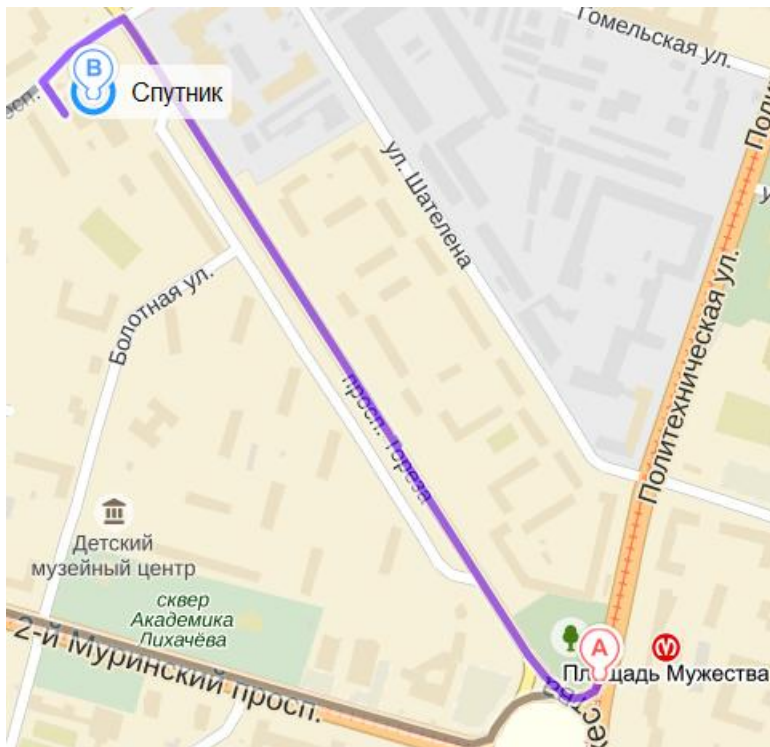 Гомельская ул.
B
Спутник
ул. Шателена
Болотная ул.
Политехническая ул.
просп. Тореза
Детский
музейный центр
сквер
Академика
Лихачёва
2-й Муринский просп.
A
Площадь Мужества